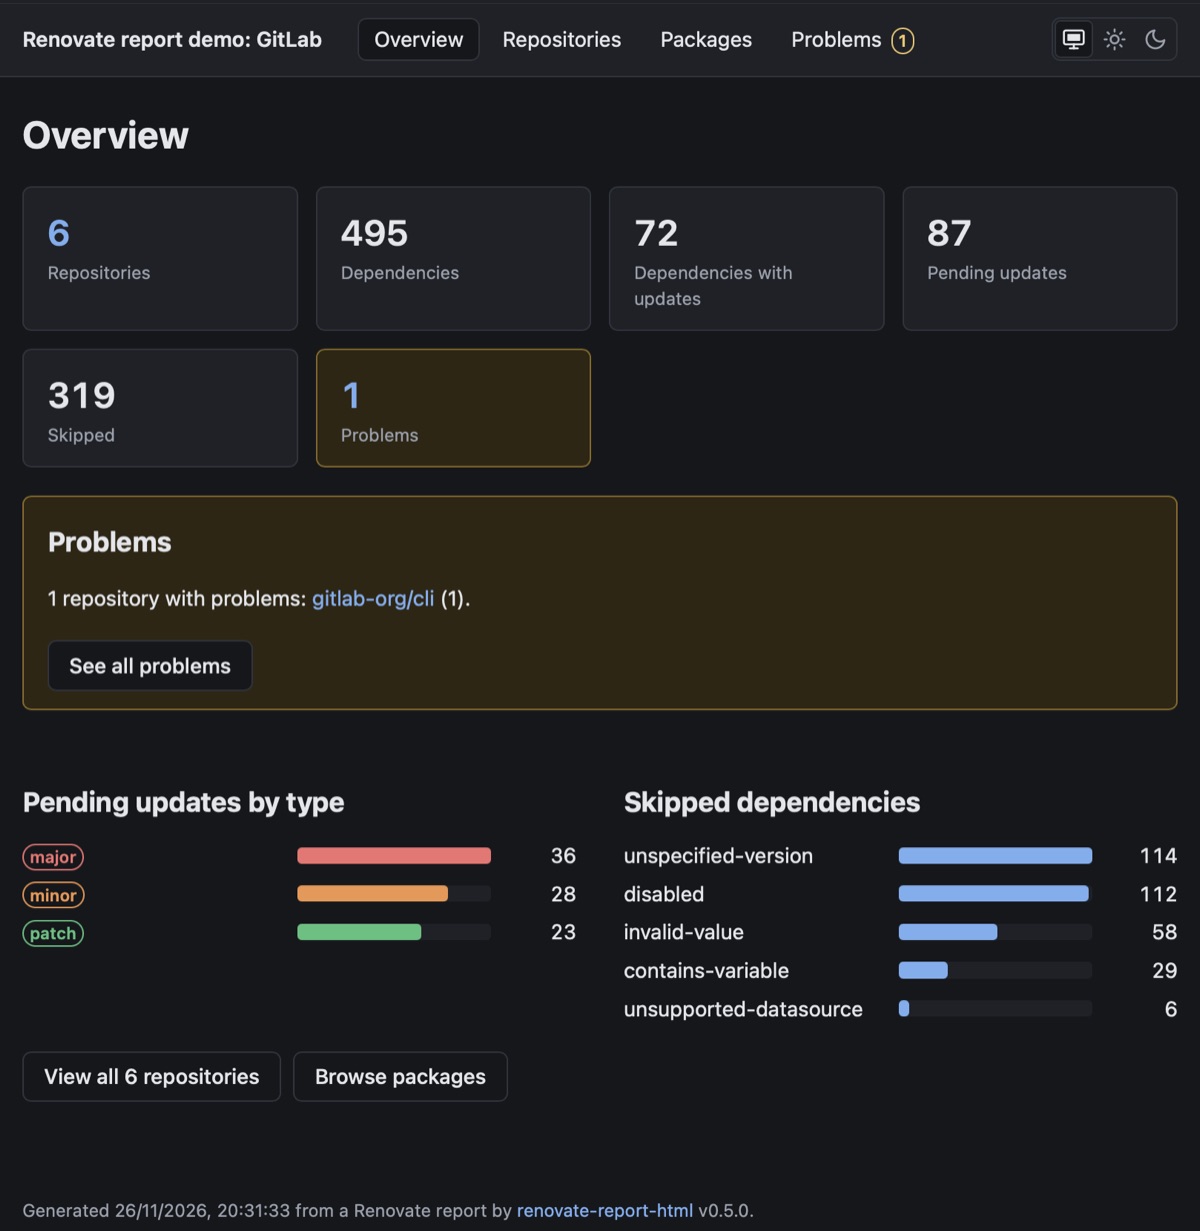 Renovate report demo: GitLab Overview Repositories Packages Problems 1
Overview
6
Repositories
495
Dependencies
72
Dependencies with
updates
87
Pending updates
319
Skipped
1
Problems
Problems
1 repository with problems: gitlab-org/cli (1).
See all problems
Pending updates by type
major 36
minor 28
patch 23
Skipped dependencies
unspecified-version 114
disabled 112
invalid-value 58
contains-variable 29
unsupported-datasource 6
View all 6 repositories Browse packages
Generated 26/11/2026, 20:31:33 from a Renovate report by renovate-report-html v0.5.0.